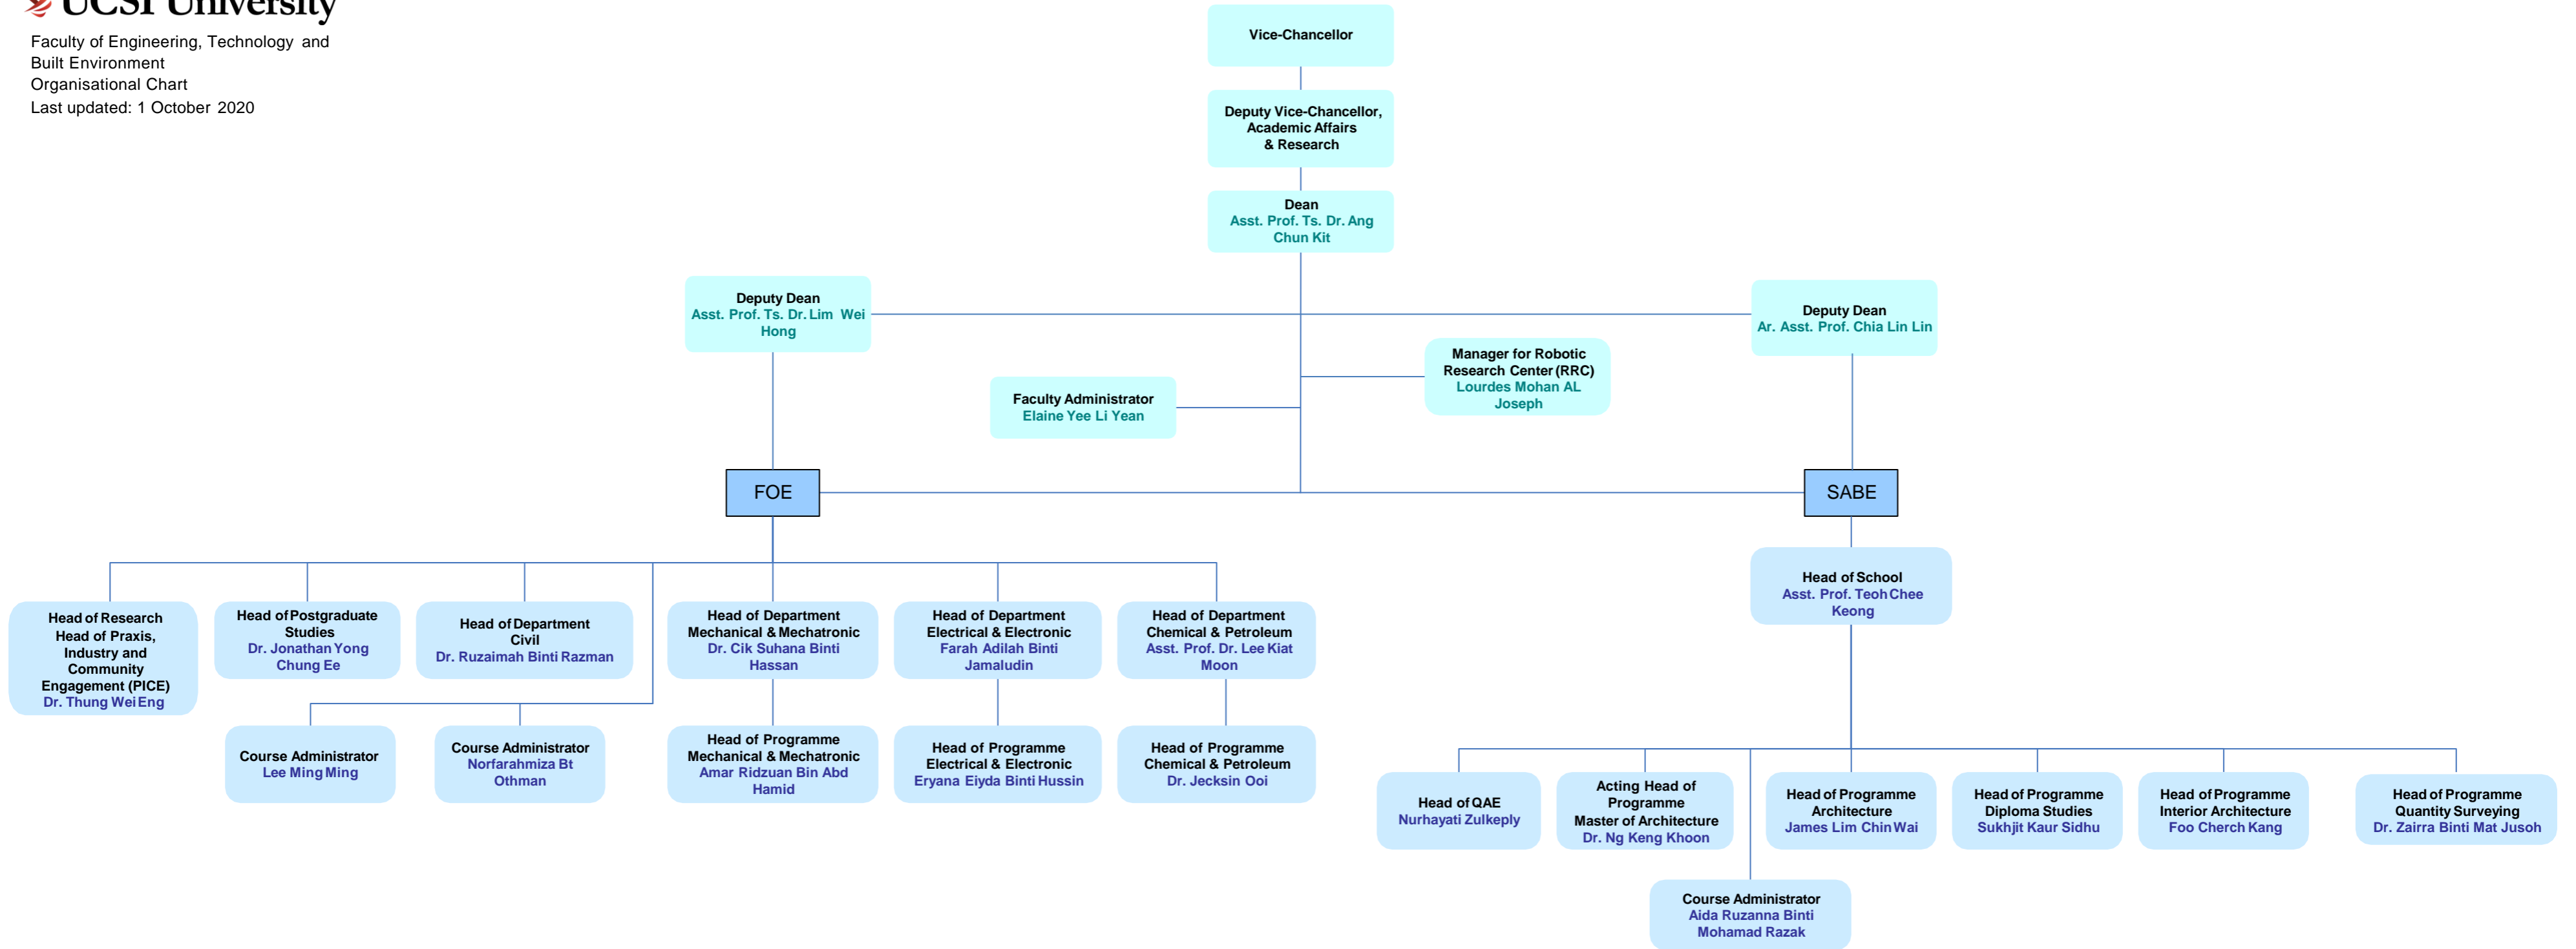 UCSI University
Faculty of Engineering, Technology and
Built Environment
Organisational Chart
Last updated: 1 October 2020
Vice-Chancellor
Deputy Vice-Chancellor,
Academic Affairs
& Research
Dean
Asst. Prof. Ts. Dr. Ang
Chun Kit
Deputy Dean
Asst. Prof. Ts. Dr. Lim Wei
Hong
Deputy Dean
Ar. Asst. Prof. Chia Lin Lin
Manager for Robotic
Research Center (RRC)
Lourdes Mohan AL
Joseph
Faculty Administrator
Elaine Yee Li Yean
FOE
SABE
Head of Research
Head of Praxis,
Industry and
Community
Engagement (PICE)
Dr. Thung Wei Eng
Head of Postgraduate
Studies
Dr. Jonathan Yong
Chung Ee
Head of Department
Civil
Dr. Ruzaimah Binti Razman
Head of Department
Mechanical & Mechatronic
Dr. Cik Suhana Binti
Hassan
Head of Department
Electrical & Electronic
Farah Adilah Binti
Jamaludin
Head of Department
Chemical & Petroleum
Asst. Prof. Dr. Lee Kiat
Moon
Head of School
Asst. Prof. Teoh Chee
Keong
Course Administrator
Lee Ming Ming
Course Administrator
Norfarahmiza Bt
Othman
Head of Programme
Mechanical & Mechatronic
Amar Ridzuan Bin Abd
Hamid
Head of Programme
Electrical & Electronic
Eryana Eiyda Binti Hussin
Head of Programme
Chemical & Petroleum
Dr. Jecksin Ooi
Head of QAE
Nurhayati Zulkeply
Acting Head of
Programme
Master of Architecture
Dr. Ng Keng Khoon
Head of Programme
Architecture
James Lim Chin Wai
Head of Programme
Diploma Studies
Sukhjit Kaur Sidhu
Head of Programme
Interior Architecture
Foo Cherch Kang
Head of Programme
Quantity Surveying
Dr. Zairra Binti Mat Jusoh
Course Administrator
Aida Ruzanna Binti
Mohamad Razak